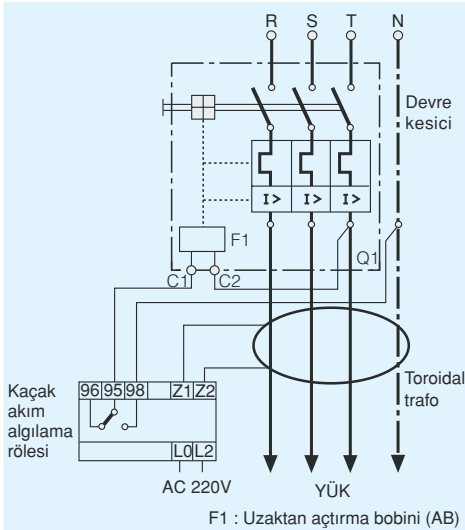 R S T N
Devre
kesici
I> I> I>
F1
Q1
C1 C2
96 95 98 Z1 Z2
Kaçak
akım
algılama
rölesi
Toroidal
trafo
L0 L2
AC 220V
YÜK
F1 : Uzaktan açtırma bobini (AB)